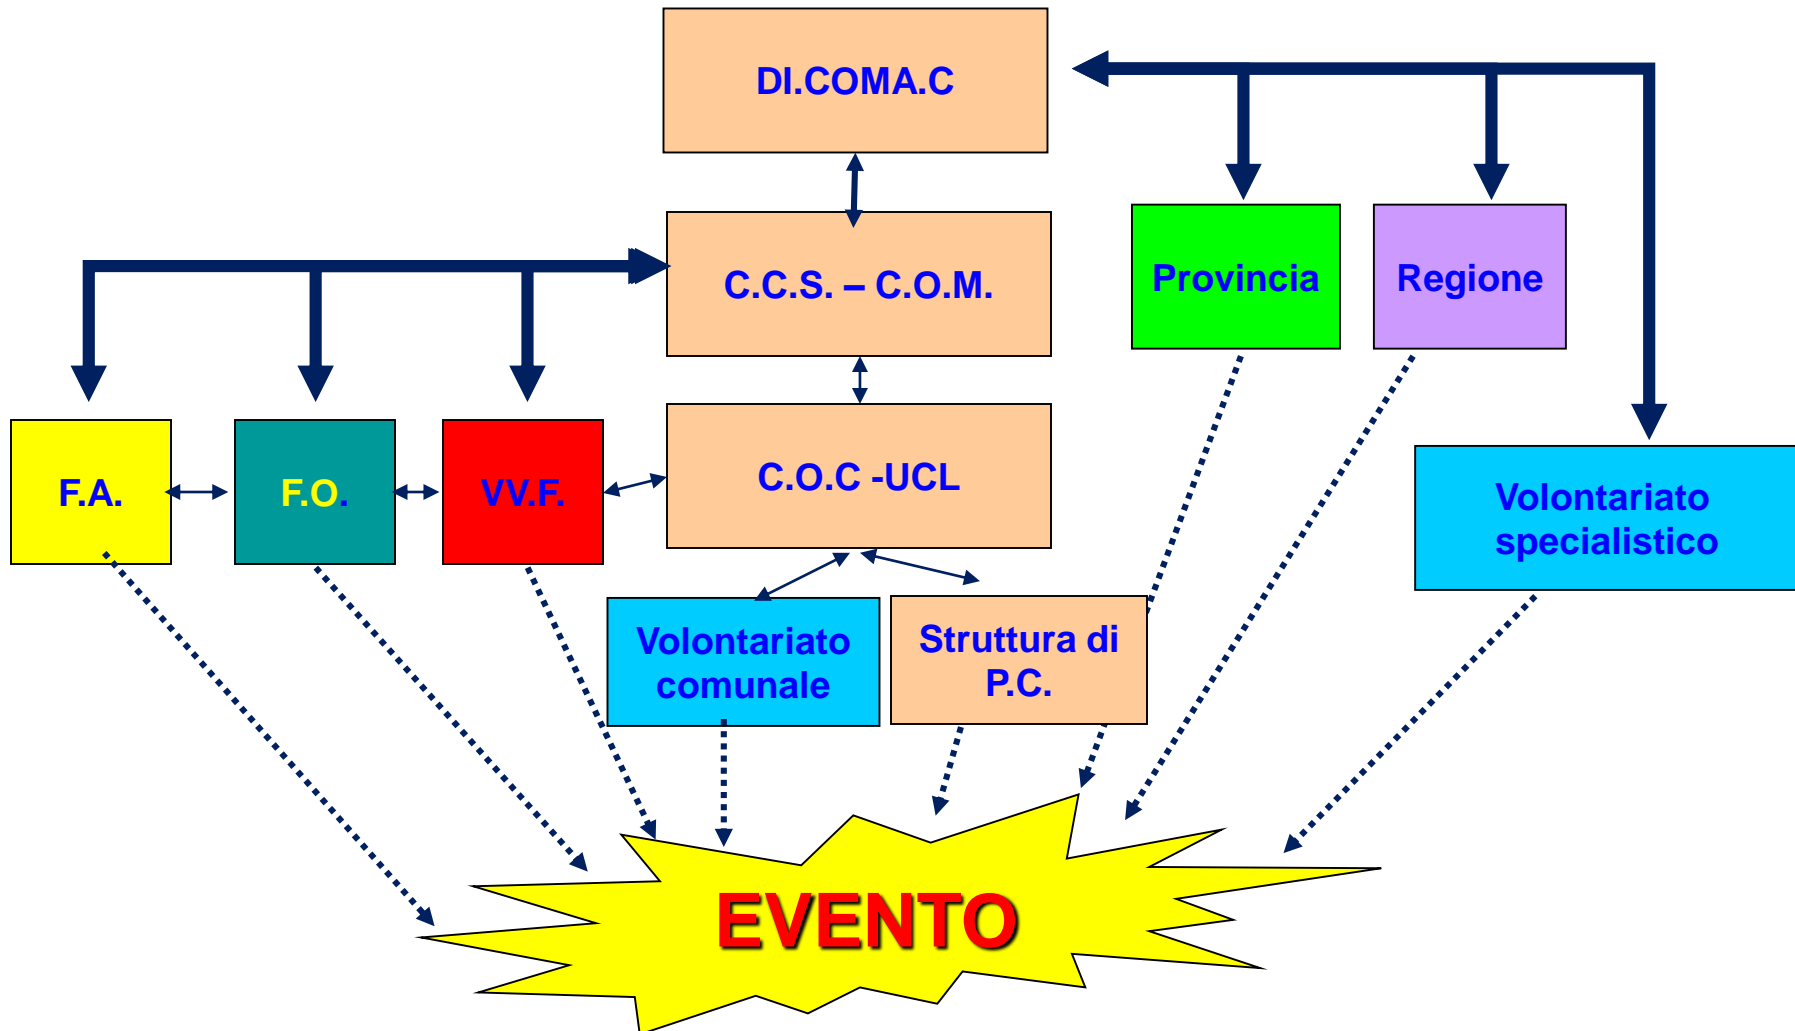 DI.COMA.C
C.C.S. – C.O.M.
Provincia
Regione
F.A.
F.O.
VV.F.
C.O.C -UCL
Volontariato
specialistico
Volontariato
comunale
Struttura di
P.C.
EVENTO